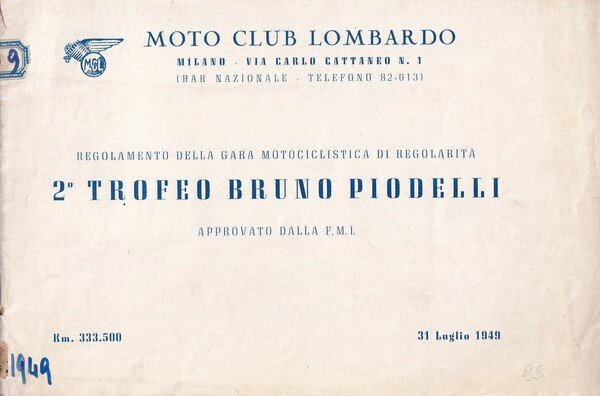 9
MCL
MOTO CLUB LOMBARDO
MILANO - VIA CARLO CATTANEO N. 1
(BAR NAZIONALE - TELEFONO 82-013)
REGOLAMENTO DELLA GARA MOTOCICLISTICA DI REGOLARITÀ
2° TROFEO BRUNO PIODELLI
APPROVATO DALLA F.M.I.
Km. 333,500
31 Luglio 1949
1949
25